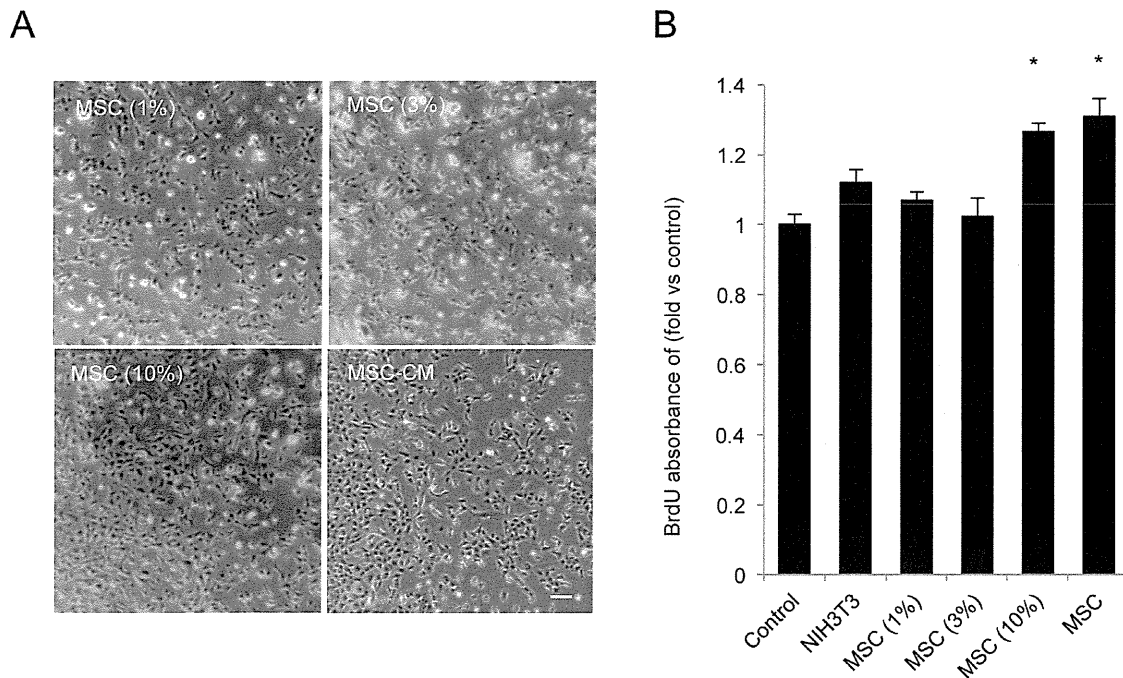 A
MSC (1%)
MSC (3%)
MSC (10%)
MSC-CM
B
* *
1.4
1.2
1
0.8
0.6
0.4
0.2
0
BrdU absorbance of (fold vs control)
Control
NIH3T3
MSC (1%)
MSC (3%)
MSC (10%)
MSC